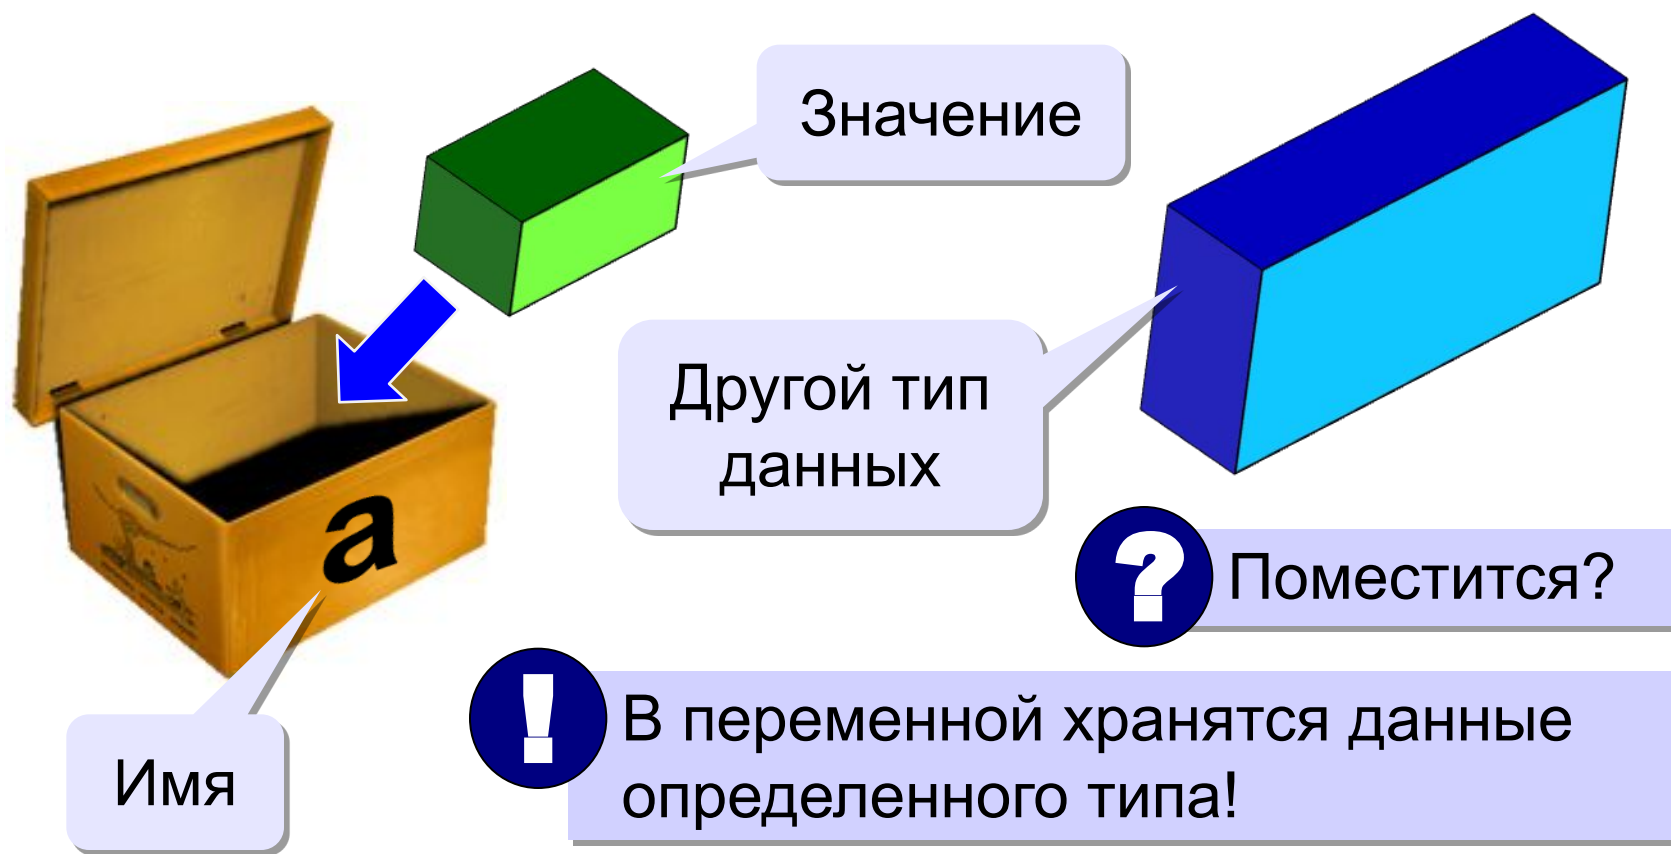 Значение
Другой тип
данных
a
?
Поместится?
!
В переменной хранятся данные
определенного типа!
Имя